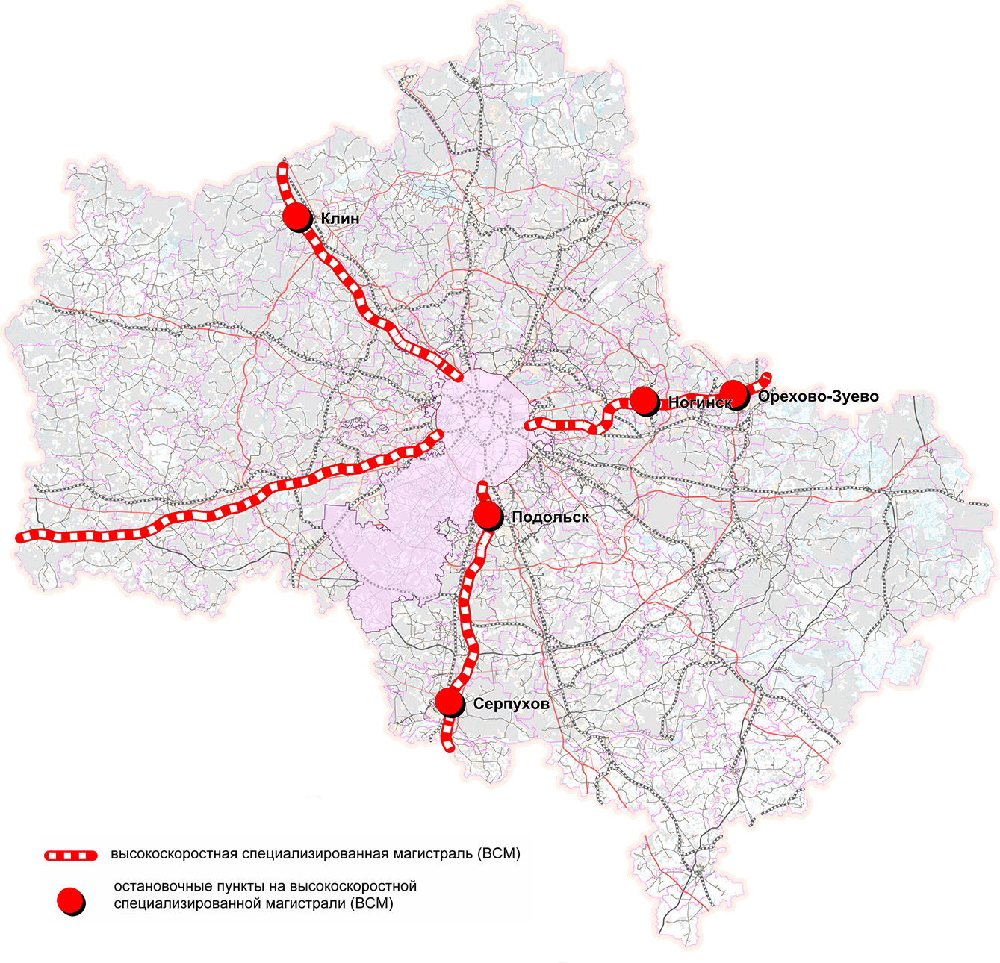 Клин
Ногинск
Орехово-Зуево
Подольск
Серпухов
высокоскоростная специализированная магистраль (ВСМ)
остановочные пункты на высокоскоростной
специализированной магистрали (ВСМ)